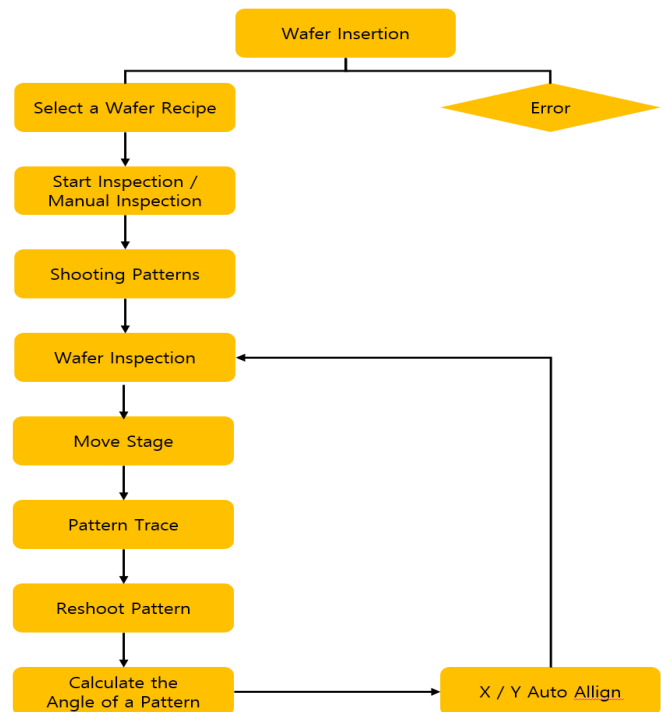 Wafer Insertion
Select a Wafer Recipe
Error
Start Inspection /
Manual Inspection
Shooting Patterns
Wafer Inspection
Move Stage
Pattern Trace
Reshoot Pattern
Calculate the
Angle of a Pattern
X / Y Auto Allign